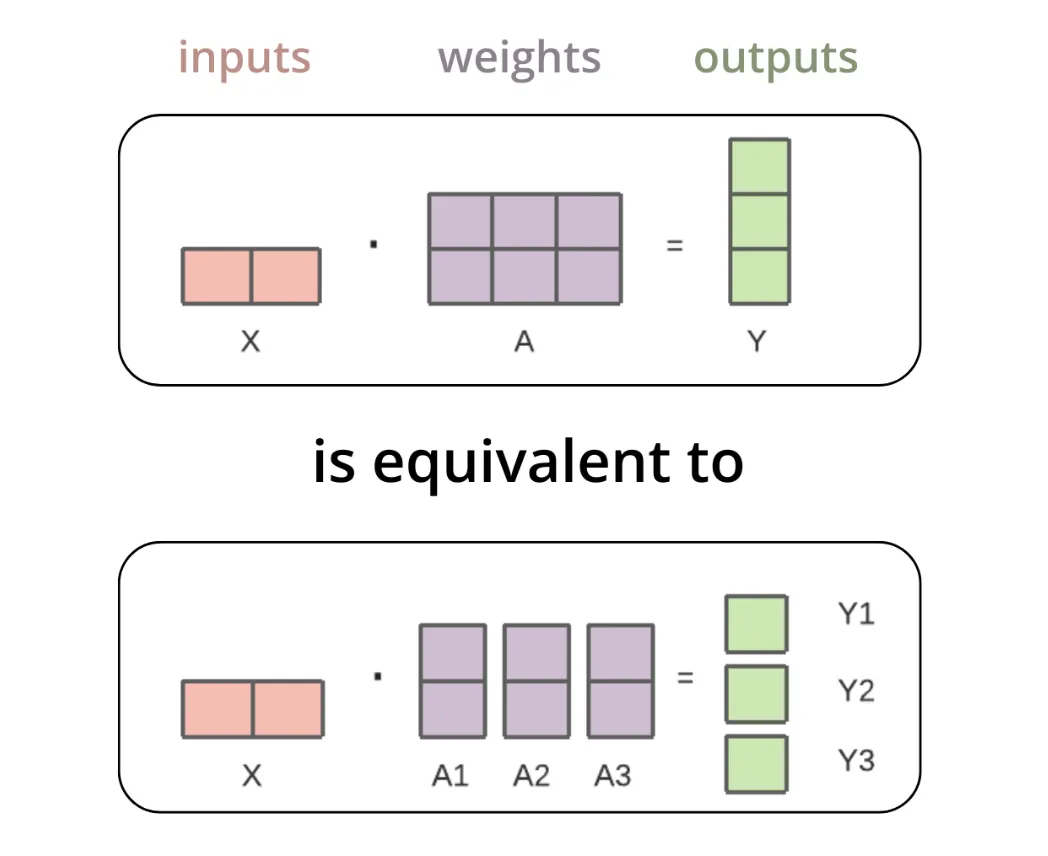 inputs weights outputs
· =
X A Y
is equivalent to
· =
Y1
Y2
Y3
X A1 A2 A3